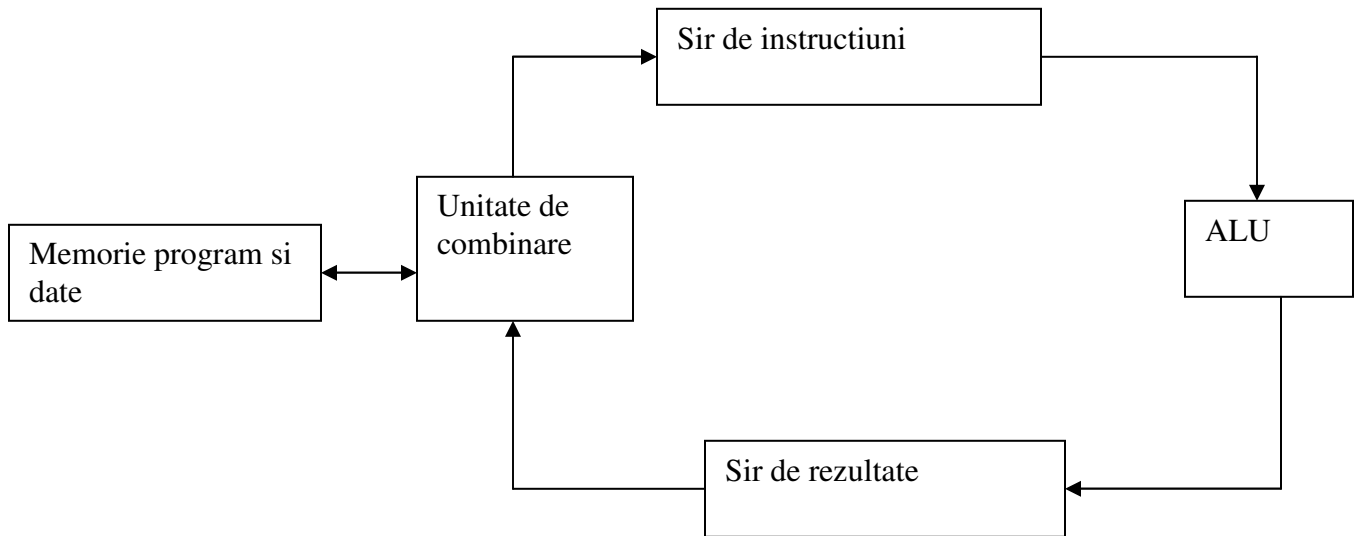 Sir de instructiuni
Unitate de
combinare
Memorie program si
date
ALU
Sir de rezultate